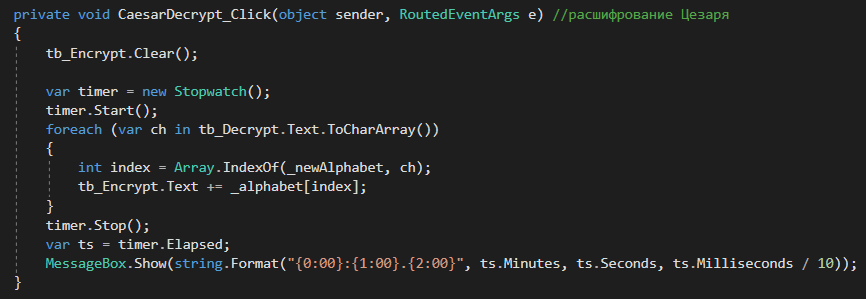 private void CaesarDecrypt_Click(object sender, RoutedEventArgs e) //расшифрование Цезаря
{
    tb_Encrypt.Clear();

    var timer = new Stopwatch();
    timer.Start();
    foreach (var ch in tb_Decrypt.Text.ToCharArray())
    {
        int index = Array.IndexOf(_newAlphabet, ch);
        tb_Encrypt.Text += _alphabet[index];
    }
    timer.Stop();
    var ts = timer.Elapsed;
    MessageBox.Show(string.Format("{0:00}:{1:00}.{2:00}", ts.Minutes, ts.Seconds, ts.Milliseconds / 10));
}